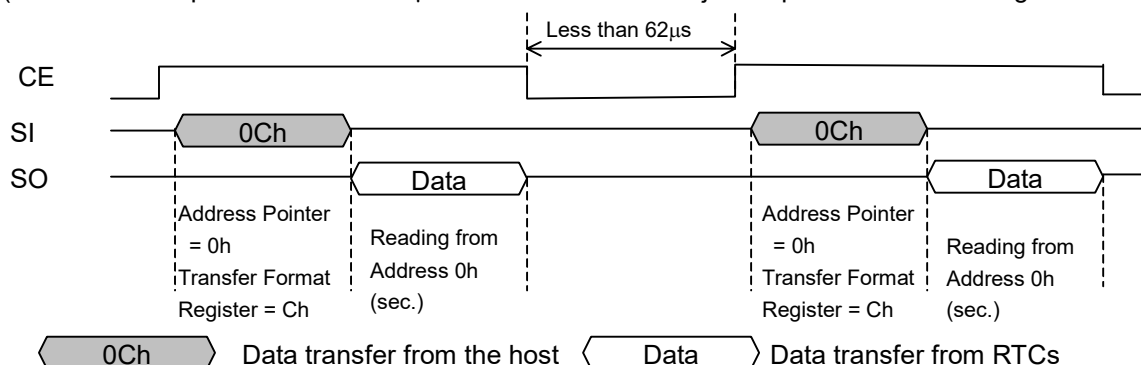 Less than 62μs
CE
SI
0Ch
0Ch
SO
Data
Data
Address Pointer
= 0h
Transfer Format
Register = Ch
Reading from
Address 0h
(sec.)
Address Pointer
= 0h
Transfer Format
Register = Ch
Reading from
Address 0h
(sec.)
0Ch Data transfer from the host Data Data transfer from RTCs